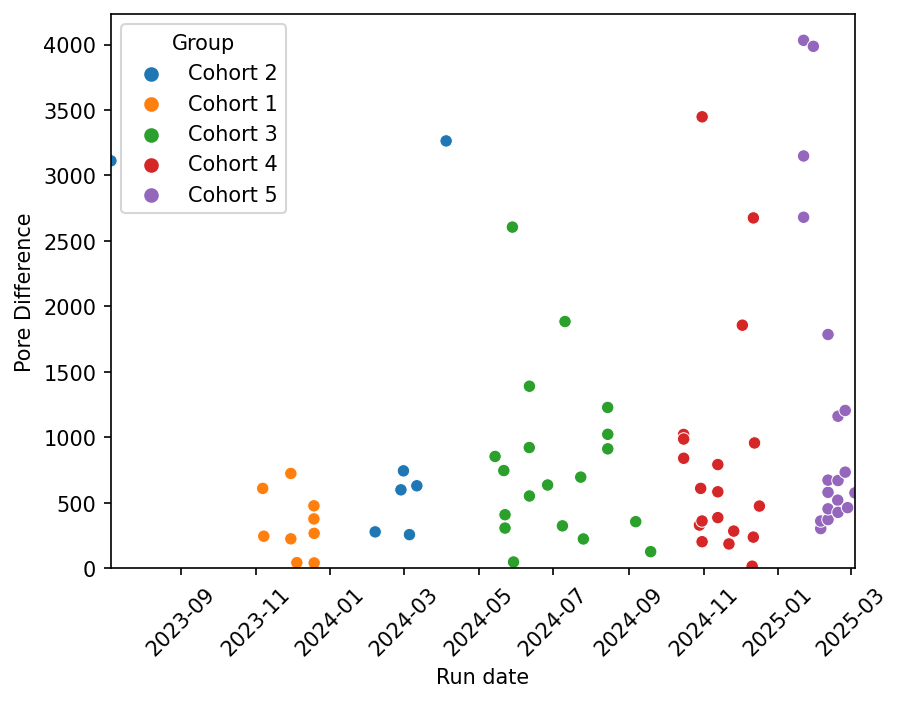 Group
Cohort 2
Cohort 1
Cohort 3
Cohort 4
Cohort 5
4000
3500
3000
2500
2000
1500
1000
500
0
Pore Difference
2023-09
2023-11
2024-01
2024-03
2024-05
2024-07
2024-09
2024-11
2025-01
2025-03
Run date